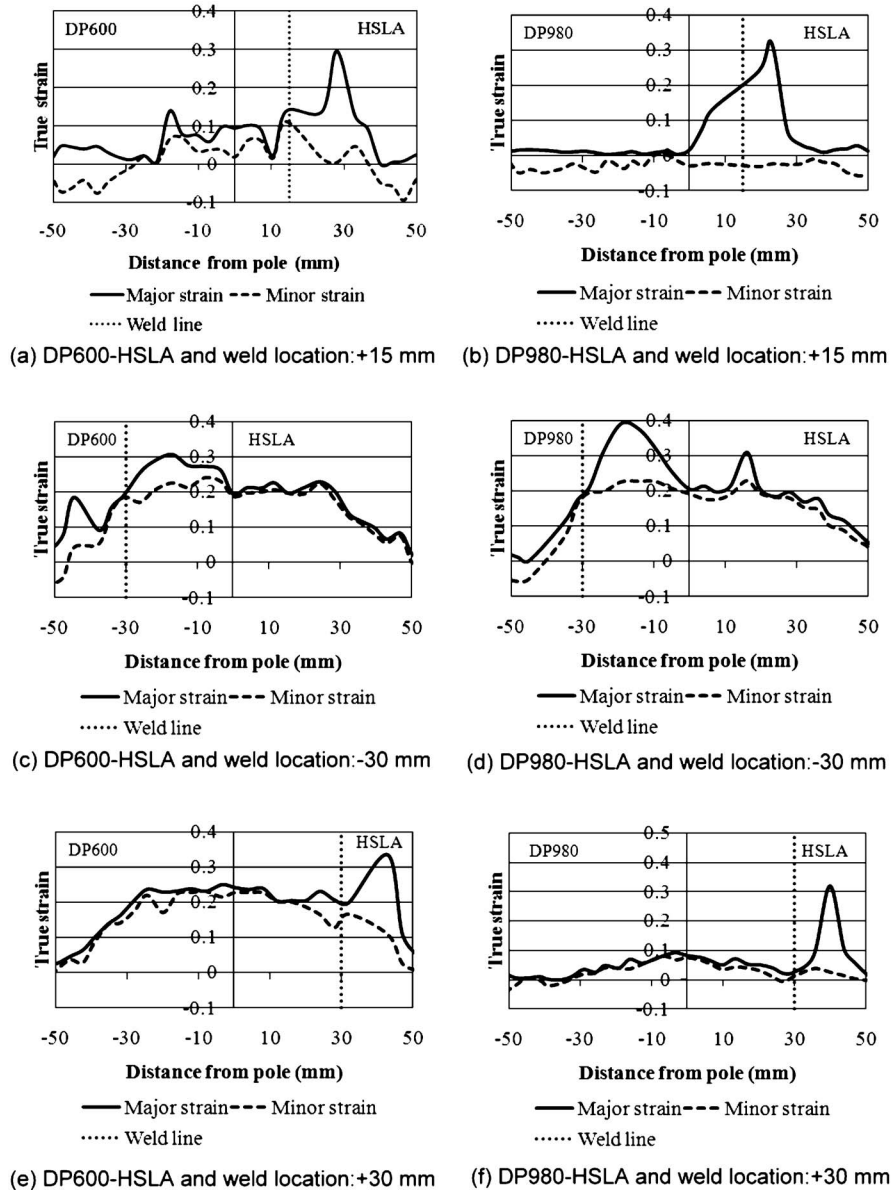 0.4
DP600
HSLA
0.3
0.2
0.1
0
-0.1
True strain
-50 -30 -10 10 30 50
Distance from pole (mm)
Major strain Minor strain
Weld line
(a) DP600-HSLA and weld location:+15 mm
0.4
DP980
HSLA
0.3
0.2
0.1
0
-0.1
True strain
-50 -30 -10 10 30 50
Distance from pole (mm)
Major strain Minor strain
Weld line
(b) DP980-HSLA and weld location:+15 mm
0.4
DP600
HSLA
0.3
0.2
0.1
0
-0.1
True strain
-50 -30 -10 10 30 50
Distance from pole (mm)
Major strain Minor strain
Weld line
(c) DP600-HSLA and weld location:-30 mm
0.4
DP980
HSLA
0.3
0.2
0.1
0
-0.1
True strain
-50 -30 -10 10 30 50
Distance from pole (mm)
Major strain Minor strain
Weld line
(d) DP980-HSLA and weld location:-30 mm
0.4
DP600
HSLA
0.3
0.2
0.1
0
-0.1
True strain
-50 -30 -10 10 30 50
Distance from pole (mm)
Major strain Minor strain
Weld line
(e) DP600-HSLA and weld location:+30 mm
0.5
DP980
HSLA
0.4
0.3
0.2
0.1
0
-0.1
True strain
-50 -30 -10 10 30 50
Distance from pole (mm)
Major strain Minor strain
Weld line
(f) DP980-HSLA and weld location:+30 mm